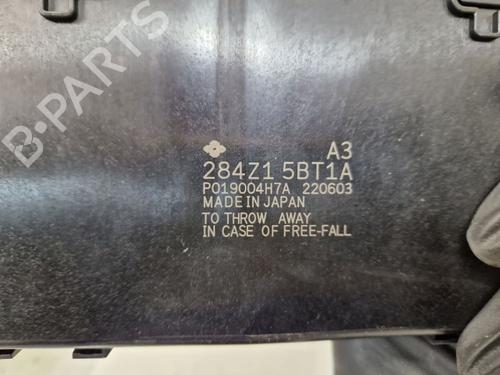 A3
284Z1 5BT1A
P019004H7A 220603
MADE IN JAPAN
TO THROW AWAY
IN CASE OF FREE-FALL
B-PARTS